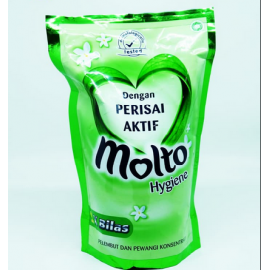 Dengan
PERISAI
AKTIF
Molto
Hygiene
Bilas
PELEMBUT DAN PEWANGI KONSENTRAT